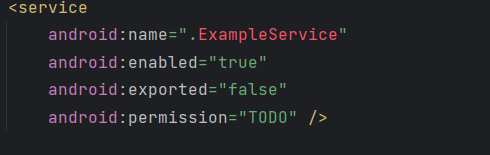 <service
android:name=".ExampleService"
android:enabled="true"
android:exported="false"
android:permission="TODO" />